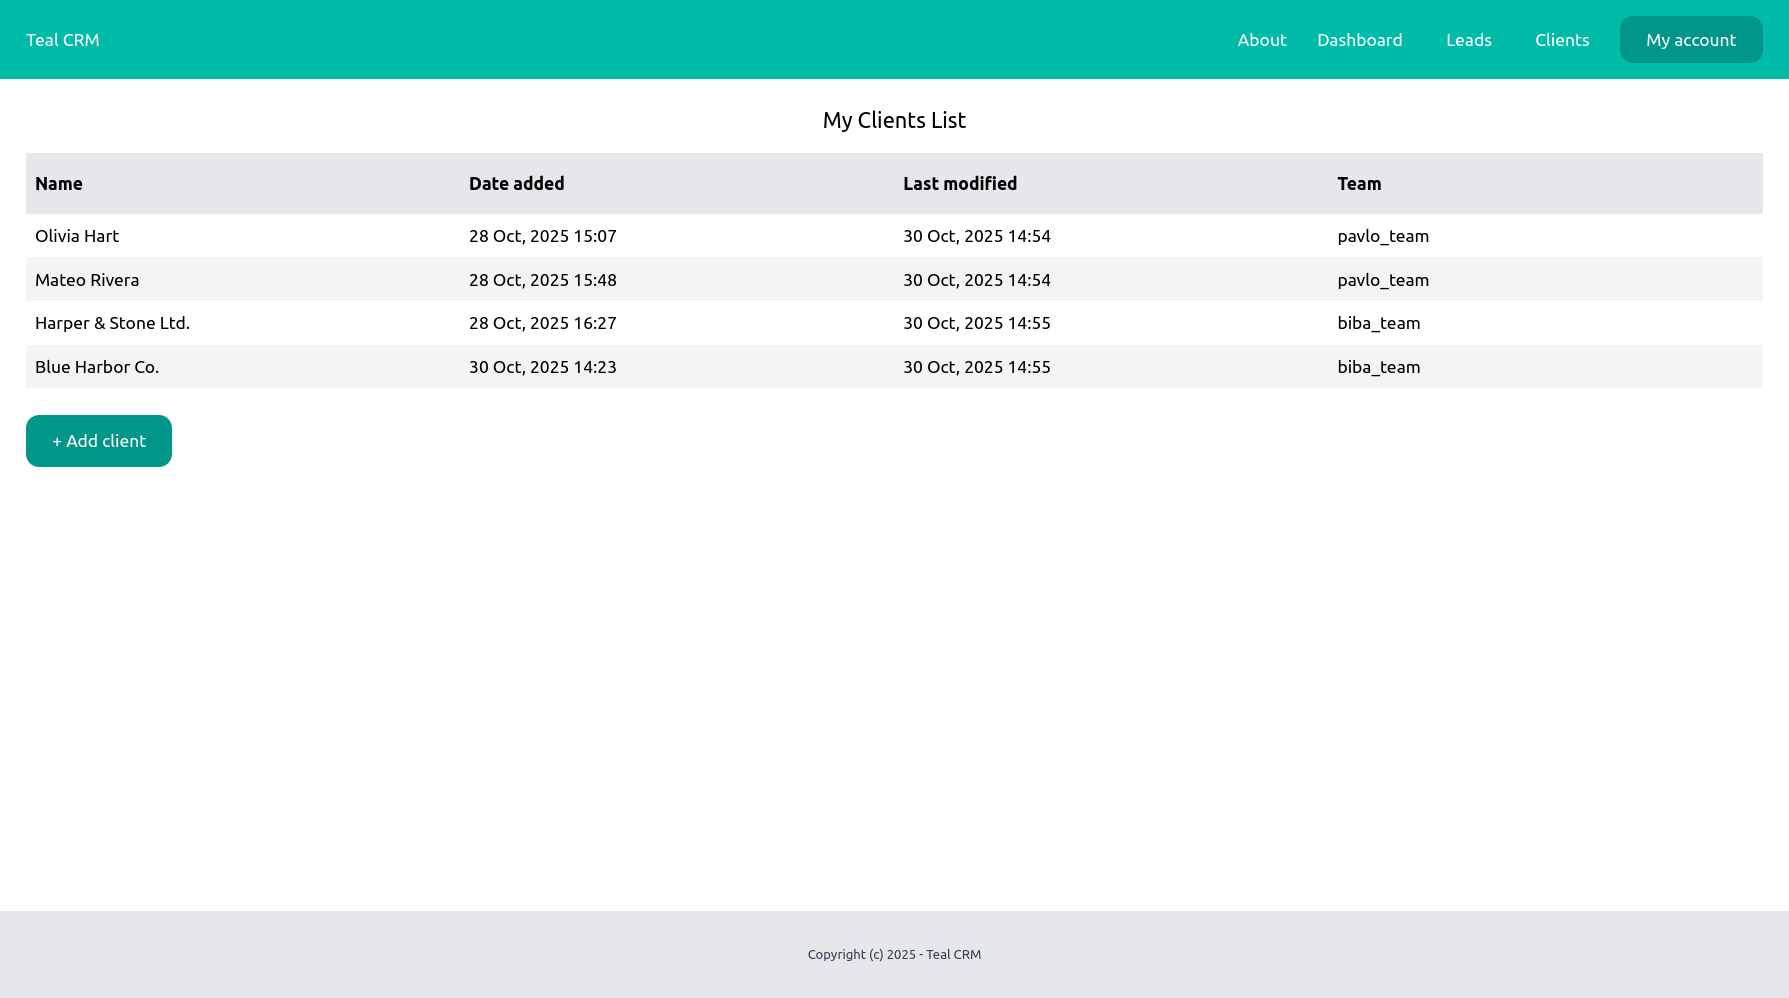 Teal CRM About Dashboard Leads Clients My account
My Clients List
Name Date added Last modified Team
Olivia Hart 28 Oct, 2025 15:07 30 Oct, 2025 14:54 pavlo_team
Mateo Rivera 28 Oct, 2025 15:48 30 Oct, 2025 14:54 pavlo_team
Harper & Stone Ltd. 28 Oct, 2025 16:27 30 Oct, 2025 14:55 biba_team
Blue Harbor Co. 30 Oct, 2025 14:23 30 Oct, 2025 14:55 biba_team
+ Add client
Copyright (c) 2025 - Teal CRM